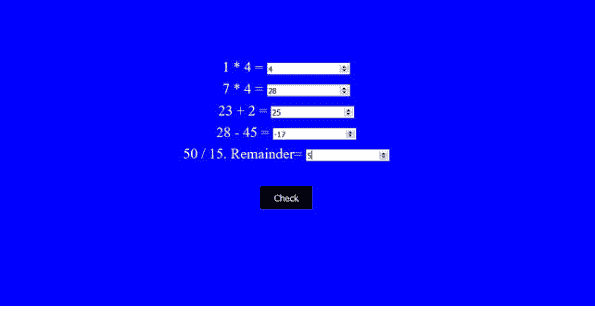 1 * 4 = 4
7 * 4 = 28
23 + 2 = 25
28 - 45 = -17
50 / 15. Remainder= 5
Check